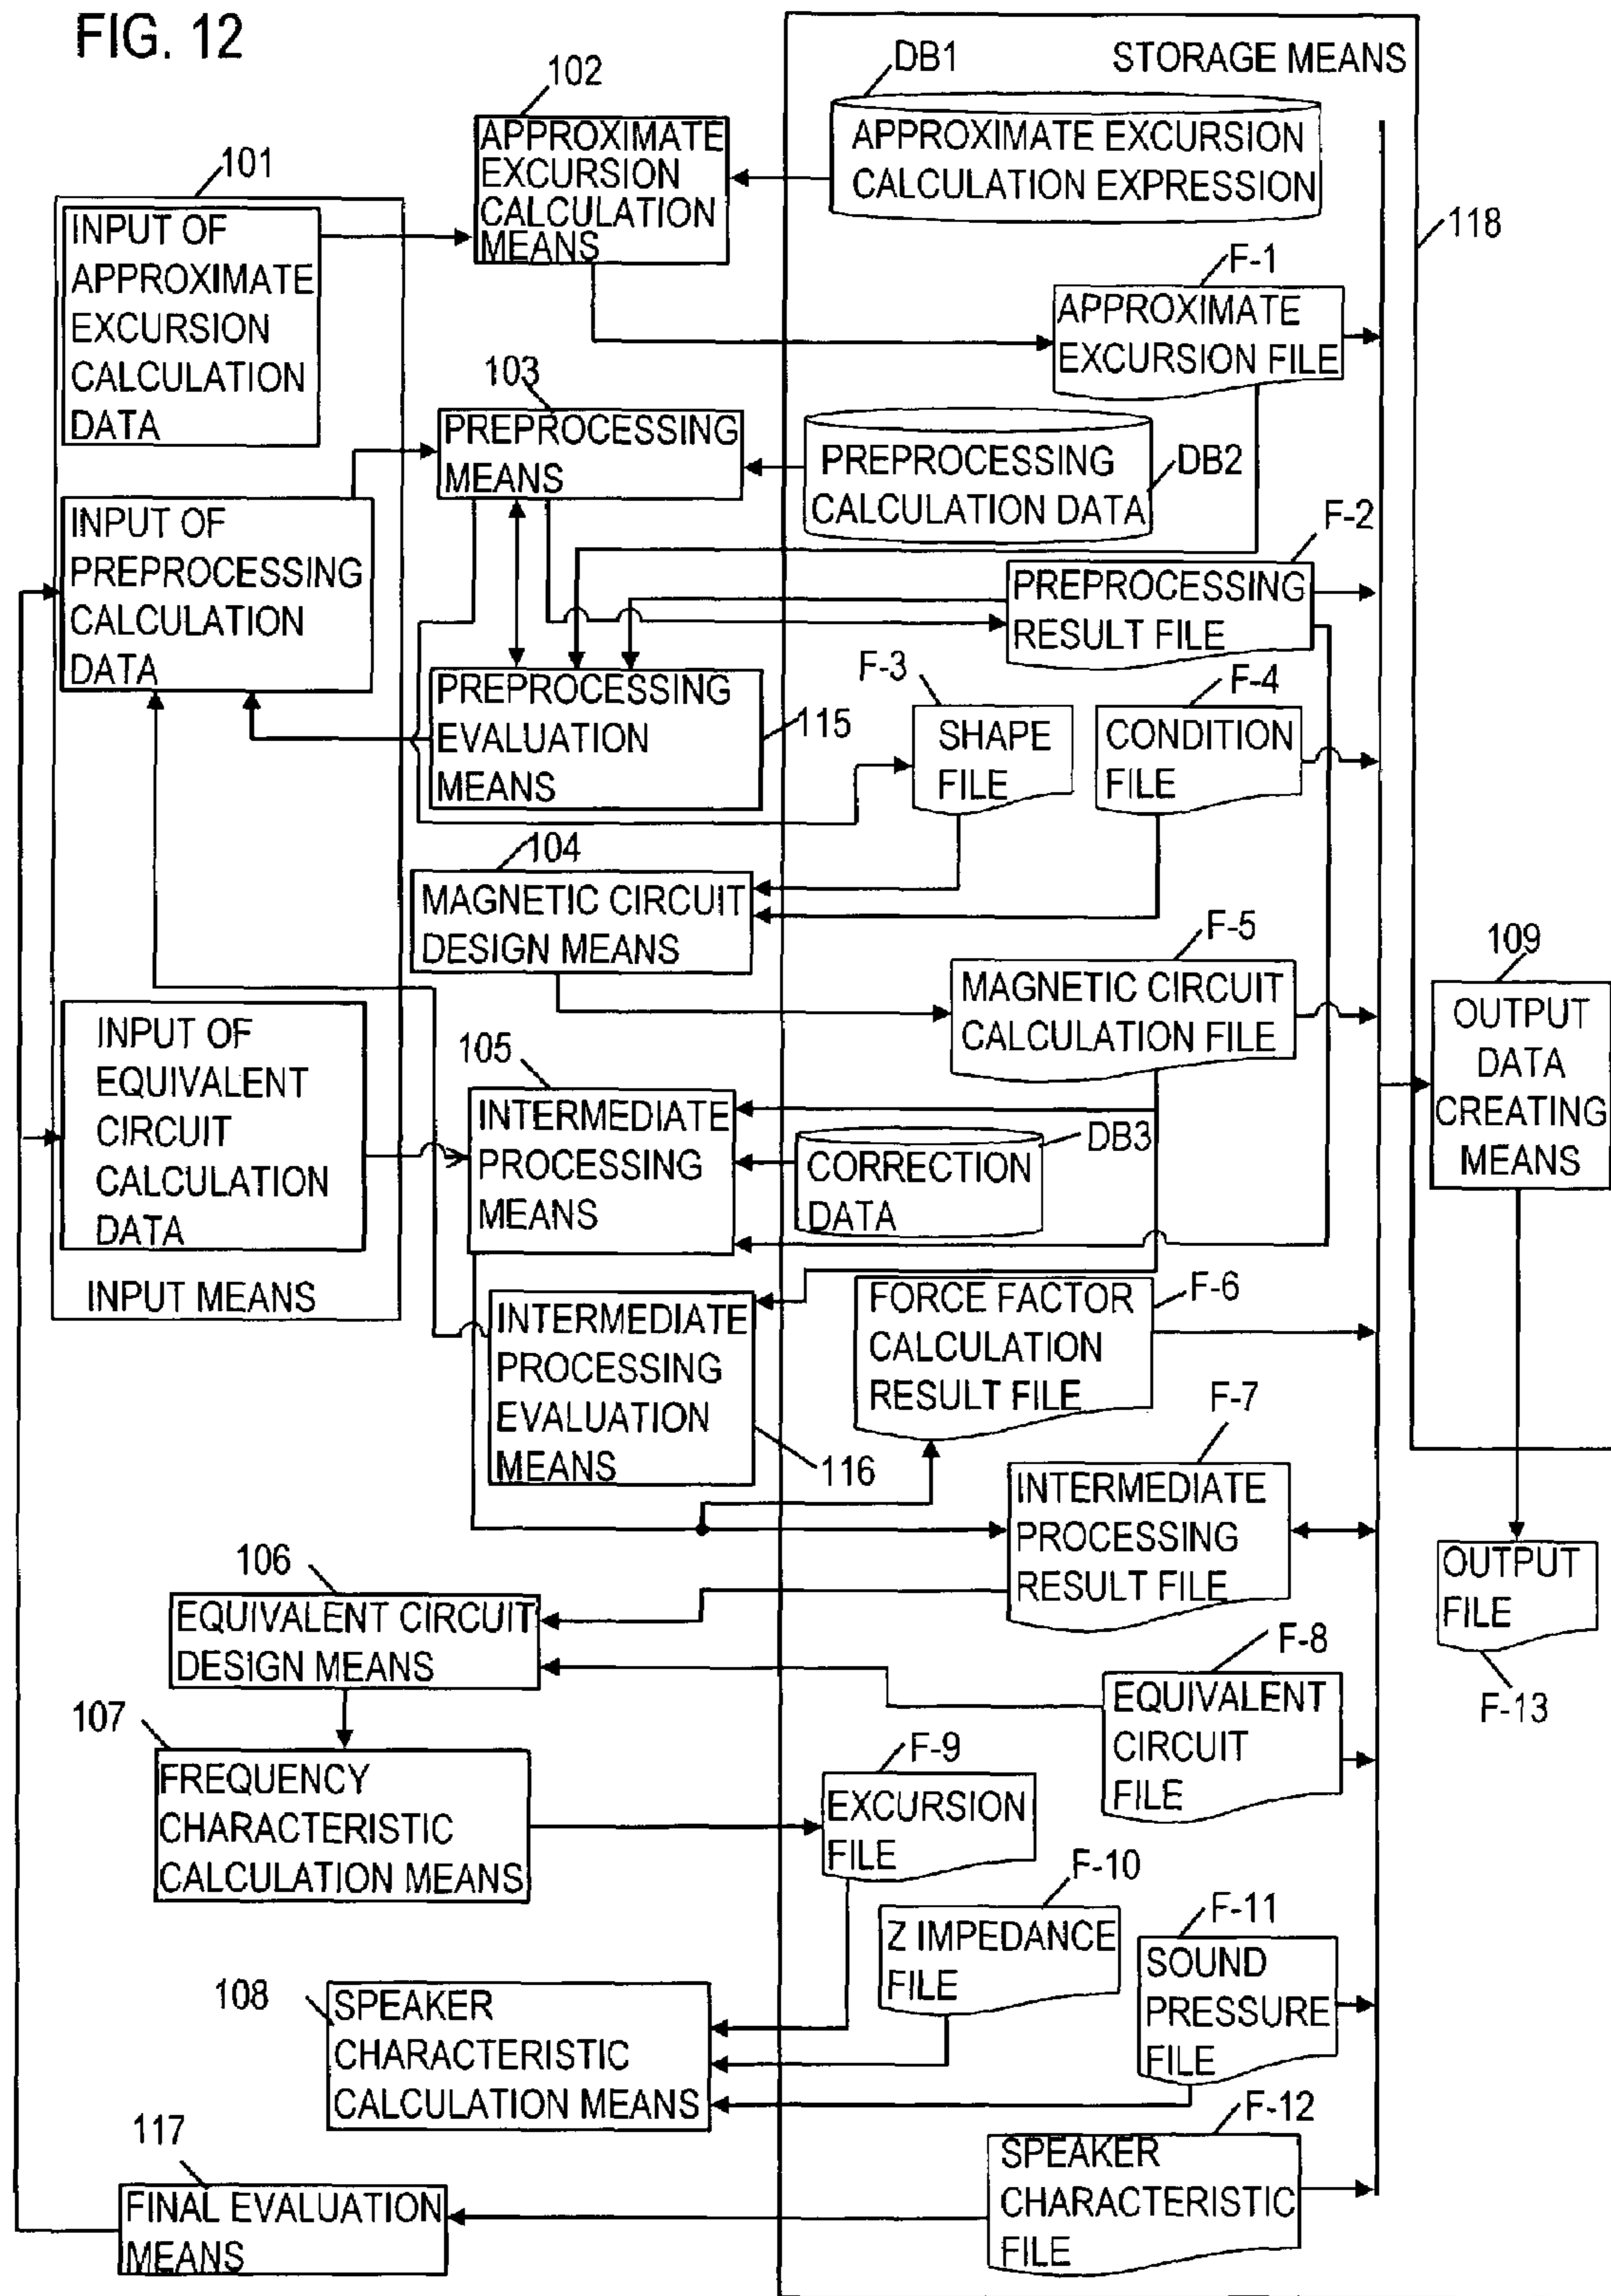 FIG. 12
STORAGE MEANS
DB1
APPROXIMATE EXCURSION
CALCULATION EXPRESSION
102
APPROXIMATE
EXCURSION
CALCULATION
MEANS
101
INPUT OF
APPROXIMATE
EXCURSION
CALCULATION
DATA
118
F-1
APPROXIMATE
EXCURSION FILE
103
PREPROCESSING
MEANS
PREPROCESSING
CALCULATION DATA
DB2
INPUT OF
PREPROCESSING
CALCULATION
DATA
F-2
PREPROCESSING
RESULT FILE
PREPROCESSING
EVALUATION
MEANS
115
F-3
SHAPE
FILE
F-4
CONDITION
FILE
104
MAGNETIC CIRCUIT
DESIGN MEANS
F-5
MAGNETIC CIRCUIT
CALCULATION FILE
109
OUTPUT
DATA
CREATING
MEANS
INPUT OF
EQUIVALENT
CIRCUIT
CALCULATION
DATA
INPUT MEANS
105
INTERMEDIATE
PROCESSING
MEANS
DB3
CORRECTION
DATA
INTERMEDIATE
PROCESSING
EVALUATION
MEANS
116
FORCE FACTOR
CALCULATION
RESULT FILE
F-6
F-7
INTERMEDIATE
PROCESSING
RESULT FILE
OUTPUT
FILE
F-13
106
EQUIVALENT CIRCUIT
DESIGN MEANS
F-8
EQUIVALENT
CIRCUIT
FILE
107
FREQUENCY
CHARACTERISTIC
CALCULATION MEANS
F-9
EXCURSION
FILE
F-10
Z IMPEDANCE
FILE
F-11
SOUND
PRESSURE
FILE
108
SPEAKER
CHARACTERISTIC
CALCULATION MEANS
F-12
SPEAKER
CHARACTERISTIC
FILE
117
FINAL EVALUATION
MEANS